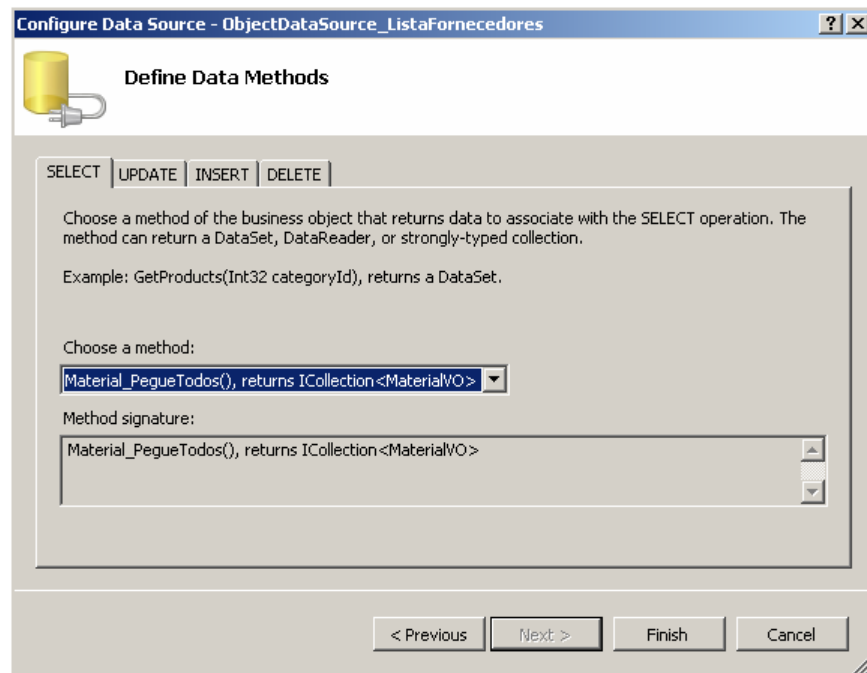 Configure Data Source - ObjectDataSource_ListaFornecedores
Define Data Methods
SELECT UPDATE INSERT DELETE
Choose a method of the business object that returns data to associate with the SELECT operation. The
method can return a DataSet, DataReader, or strongly-typed collection.
Example: GetProducts(Int32 categoryId), returns a DataSet.
Choose a method:
Material_PegueTodos(), returns ICollection<MaterialVO>
Method signature:
Material_PegueTodos(), returns ICollection<MaterialVO>
< Previous Next > Finish Cancel